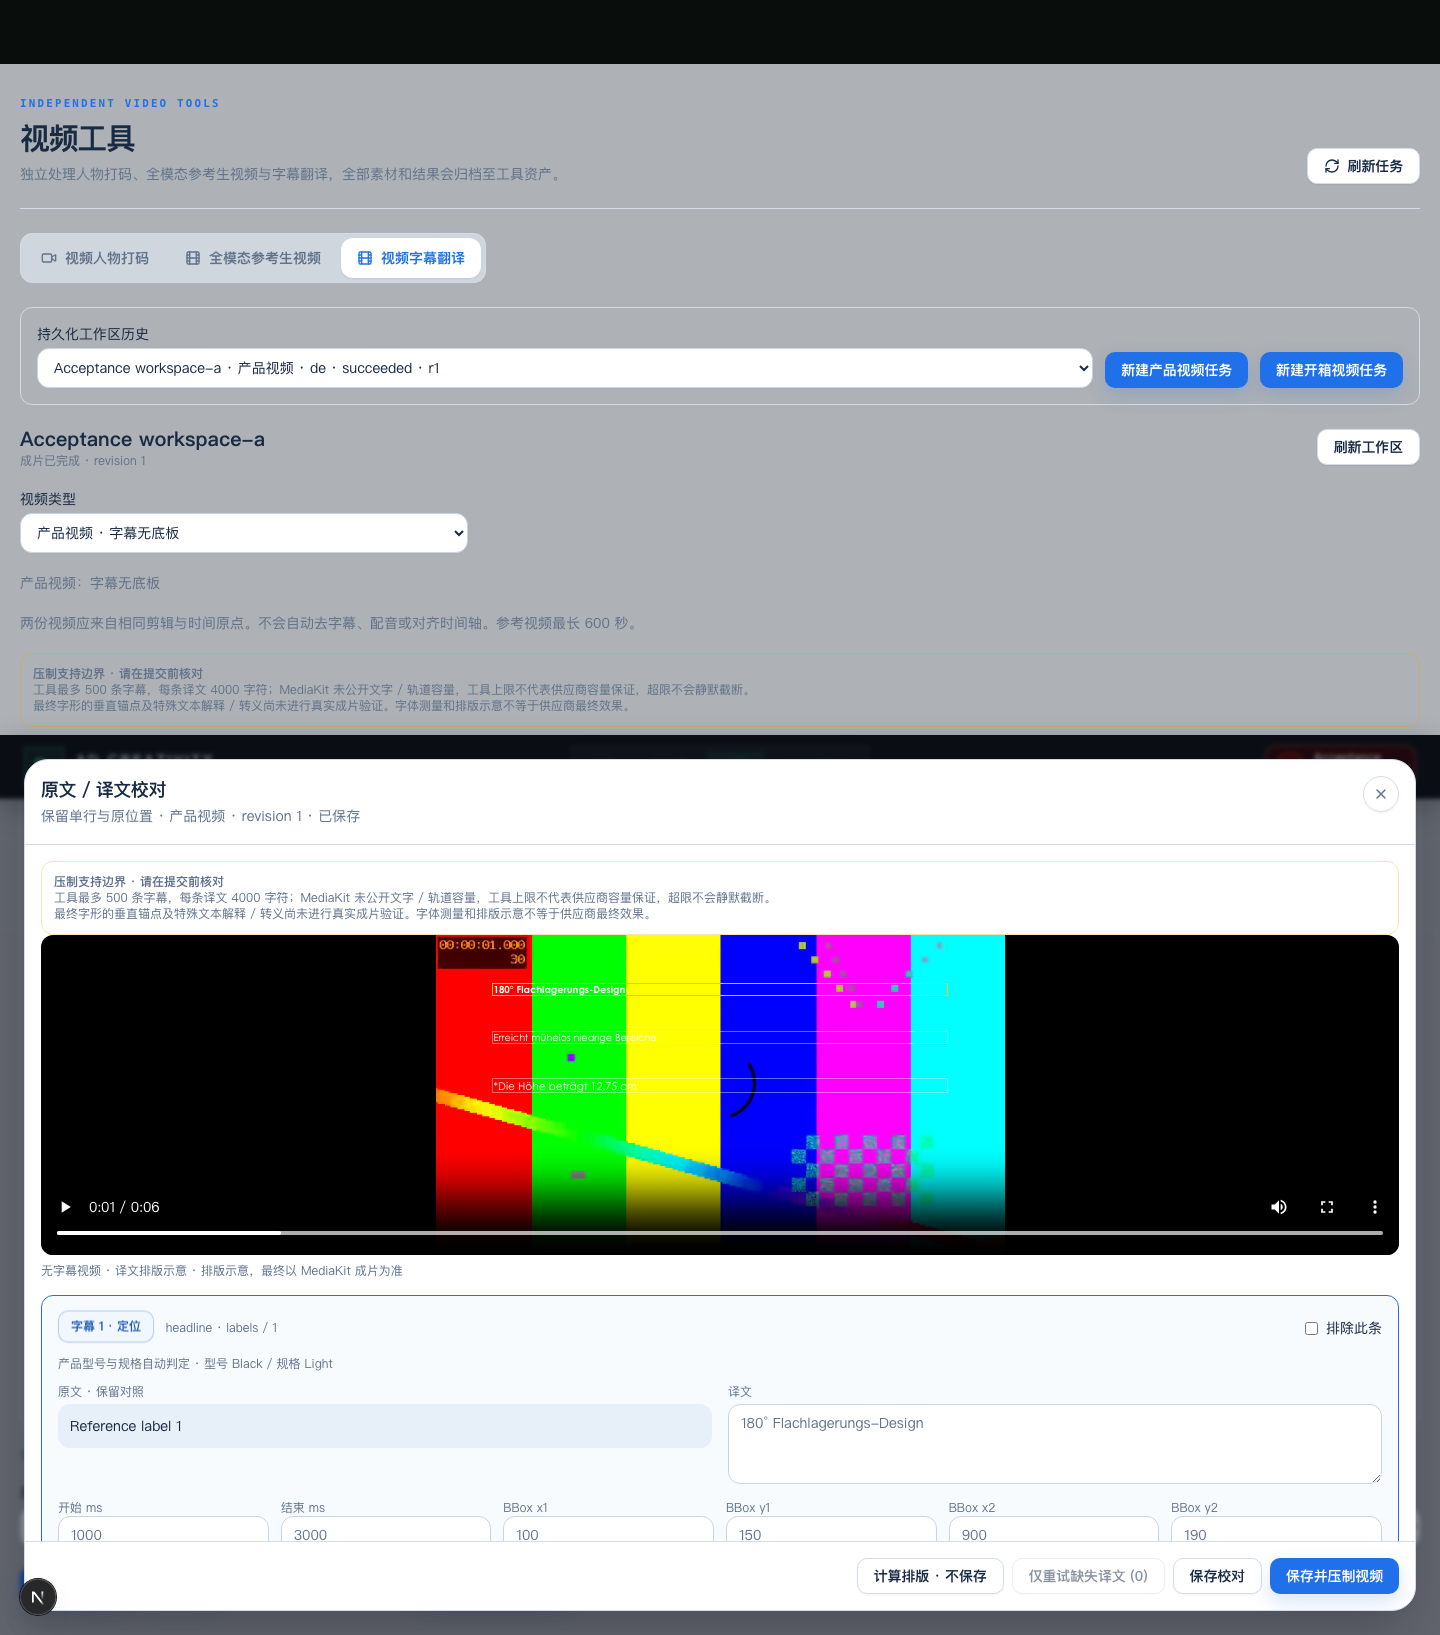 INDEPENDENT VIDEO TOOLS
视频工具
独立处理人物打码、全模态参考生视频与字幕翻译，全部素材和结果会归档至工具资产。
刷新任务
视频人物打码
全模态参考生视频
视频字幕翻译
持久化工作区历史
Acceptance workspace-a · 产品视频 · de · succeeded · r1
新建产品视频任务
新建开箱视频任务
Acceptance workspace-a
成片已完成 · revision 1
刷新工作区
视频类型
产品视频 · 字幕无底板
产品视频：字幕无底板
两份视频应来自相同剪辑与时间原点。不会自动去字幕、配音或对齐时间轴。参考视频最长 600 秒。
压制支持边界 · 请在提交前核对
工具最多 500 条字幕，每条译文 4000 字符；MediaKit 未公开文字 / 轨道容量，工具上限不代表供应商容量保证，超限不会静默截断。
最终字形的垂直锚点及特殊文本解释 / 转义尚未进行真实成片验证。字体测量和排版示意不等于供应商最终效果。
AD CREATIVITY
Acceptance
原文 / 译文校对
保留单行与原位置 · 产品视频 · revision 1 · 已保存
压制支持边界 · 请在提交前核对
工具最多 500 条字幕，每条译文 4000 字符；MediaKit 未公开文字 / 轨道容量，工具上限不代表供应商容量保证，超限不会静默截断。
最终字形的垂直锚点及特殊文本解释 / 转义尚未进行真实成片验证。字体测量和排版示意不等于供应商最终效果。
00:00:01.000
30
180° Flachlagerungs-Design
Erreicht mühelos niedrige Bereiche
*Die Höhe beträgt 12,75 cm
0:01 / 0:06
无字幕视频 · 译文排版示意 · 排版示意，最终以 MediaKit 成片为准
字幕 1 · 定位
headline · labels / 1
排除此条
产品型号与规格自动判定 · 型号 Black / 规格 Light
原文 · 保留对照
译文
Reference label 1
180° Flachlagerungs-Design
开始 ms
结束 ms
BBox x1
BBox y1
BBox x2
BBox y2
1000
3000
100
150
900
190
计算排版 · 不保存
仅重试缺失译文 (0)
保存校对
保存并压制视频
N